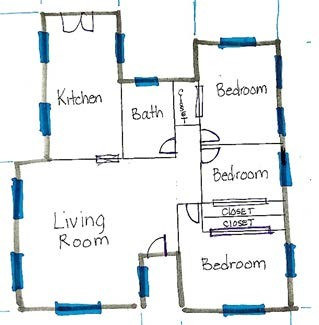 Kitchen
Bath
CLOSET
Bedroom
Bedroom
CLOSET
CLOSET
Living
Room
Bedroom